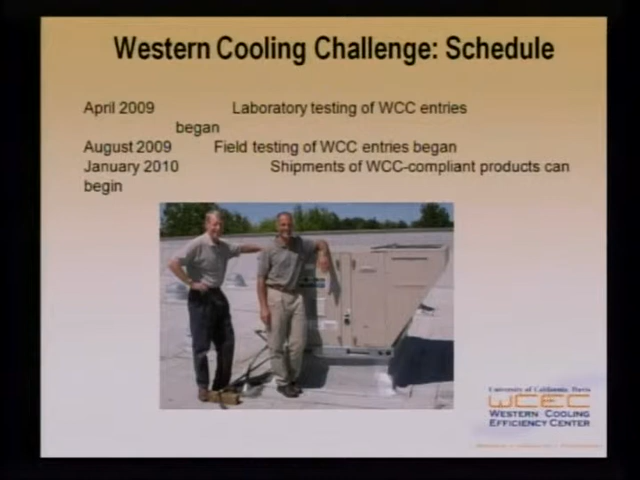 Western Cooling Challenge: Schedule
April 2009 Laboratory testing of WCC entries
began
August 2009 Field testing of WCC entries began
January 2010 Shipments of WCC-compliant products can
begin
University of California, Davis
WCEC
WESTERN COOLING
EFFICIENCY CENTER